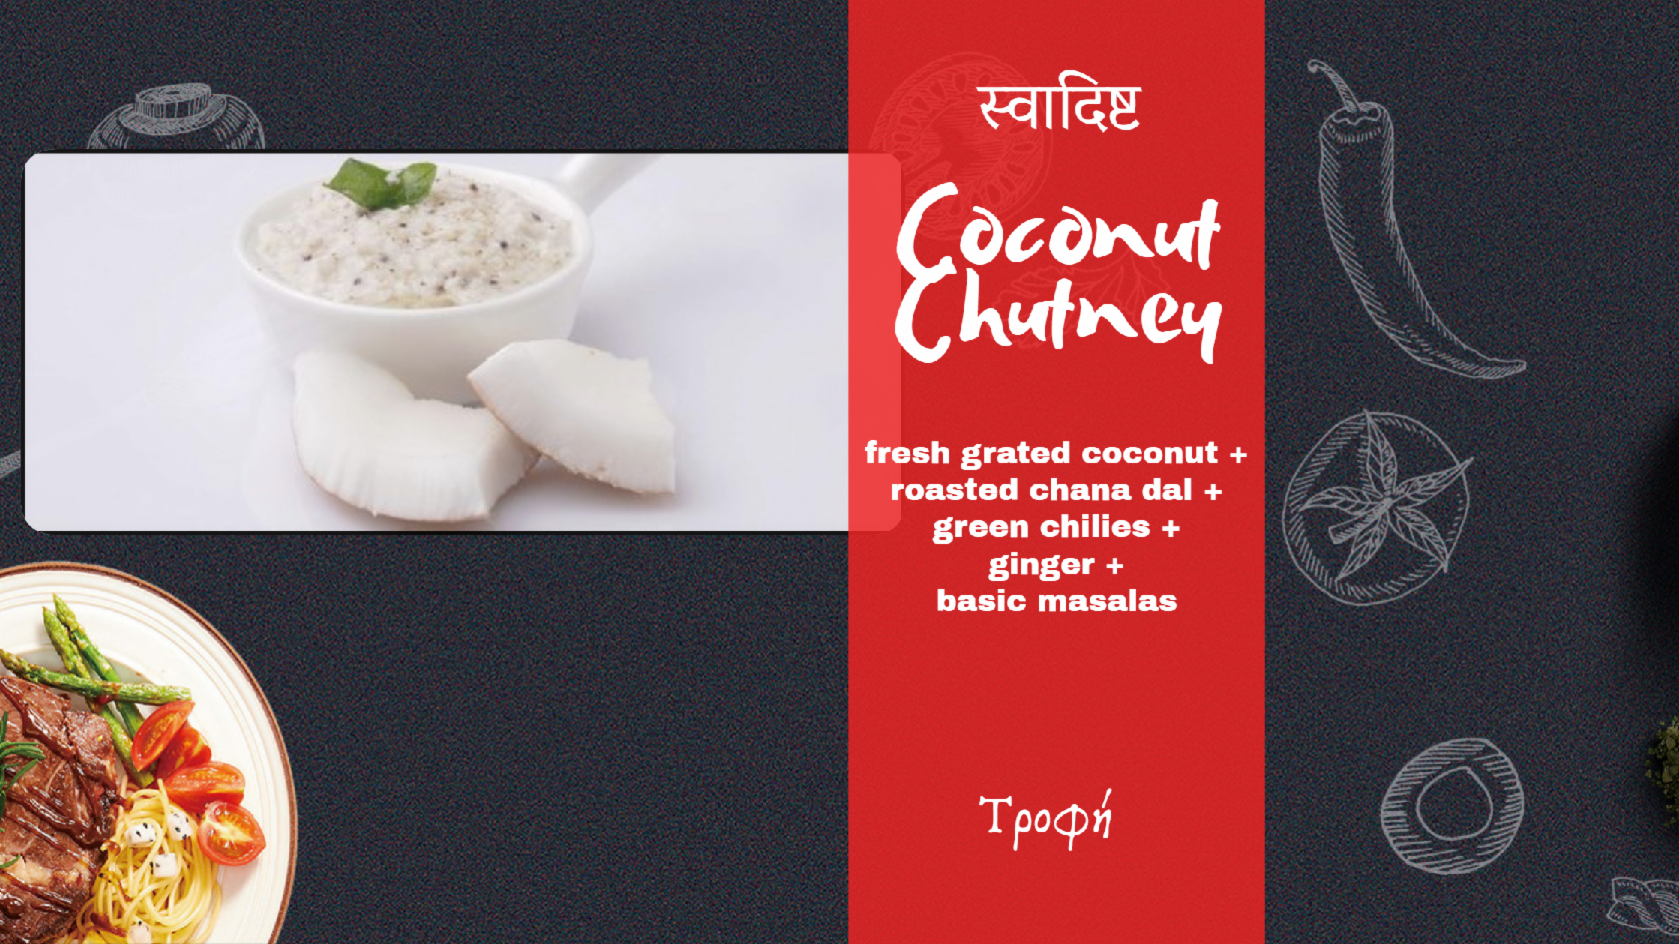 स्वादिष्ट
Coconut
Chutney
fresh grated coconut +
roasted chana dal +
green chilies +
ginger +
basic masalas
Τροφή